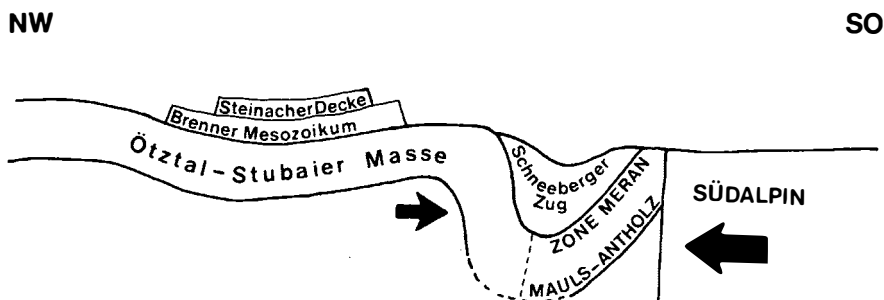 NW
SO
Steinacher Decke
Brenner Mesozoikum
Ötztal-Stubaier Masse
Schneeberger
Zug
ZONE MERAN
MAULS-ANTHOLZ
SÜDALPIN